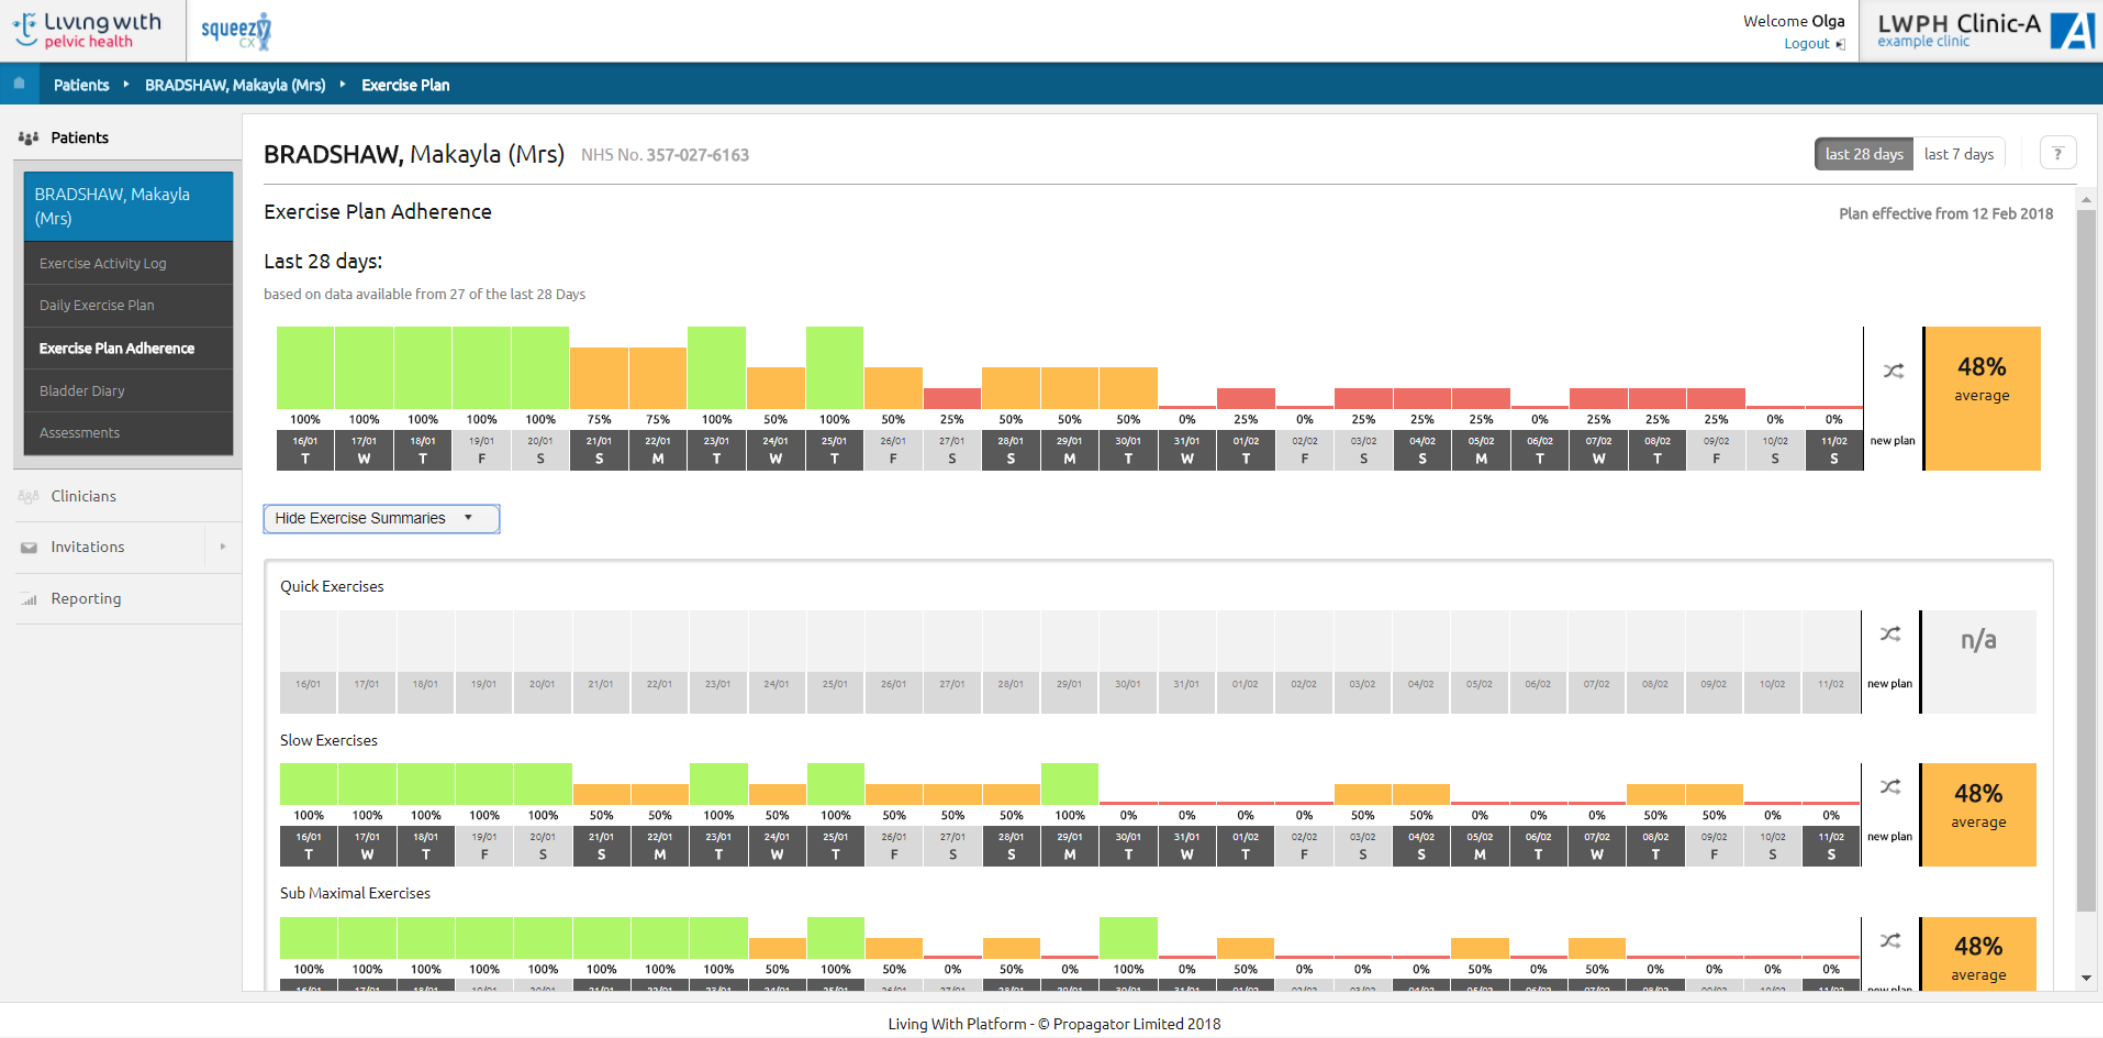 Living with
pelvic health
squeezy
CX
Welcome Olga
Logout
LWPH Clinic-A
example clinic
A
Patients BRADSHAW, Makayla (Mrs) Exercise Plan
Patients
BRADSHAW, Makayla
(Mrs)
Exercise Activity Log
Daily Exercise Plan
Exercise Plan Adherence
Bladder Diary
Assessments
Clinicians
Invitations
Reporting
BRADSHAW, Makayla (Mrs) NHS No. 357-027-6163
last 28 days last 7 days ?
Exercise Plan Adherence
Plan effective from 12 Feb 2018
Last 28 days:
based on data available from 27 of the last 28 Days
100% 100% 100% 100% 100% 75% 75% 100% 50% 100% 50% 25% 50% 50% 50% 0% 25% 0% 25% 25% 25% 0% 25% 25% 25% 0% 0%
16/01 17/01 18/01 19/01 20/01 21/01 22/01 23/01 24/01 25/01 26/01 27/01 28/01 29/01 30/01 31/01 01/02 02/02 03/02 04/02 05/02 06/02 07/02 08/02 09/02 10/02 11/02 new plan
T W T F S S M T W T F S S M T W T F S S M T W T F S S
48%
average
Hide Exercise Summaries
Quick Exercises
16/01 17/01 18/01 19/01 20/01 21/01 22/01 23/01 24/01 25/01 26/01 27/01 28/01 29/01 30/01 31/01 01/02 02/02 03/02 04/02 05/02 06/02 07/02 08/02 09/02 10/02 11/02 new plan
n/a
Slow Exercises
100% 100% 100% 100% 100% 50% 50% 100% 50% 100% 50% 50% 50% 100% 0% 0% 0% 0% 50% 50% 0% 0% 0% 50% 50% 0% 0%
16/01 17/01 18/01 19/01 20/01 21/01 22/01 23/01 24/01 25/01 26/01 27/01 28/01 29/01 30/01 31/01 01/02 02/02 03/02 04/02 05/02 06/02 07/02 08/02 09/02 10/02 11/02 new plan
T W T F S S M T W T F S S M T W T F S S M T W T F S S
48%
average
Sub Maximal Exercises
100% 100% 100% 100% 100% 100% 100% 100% 50% 100% 50% 0% 50% 0% 100% 0% 50% 0% 0% 0% 50% 0% 50% 0% 0% 0% 0%
48%
average
Living With Platform - © Propagator Limited 2018